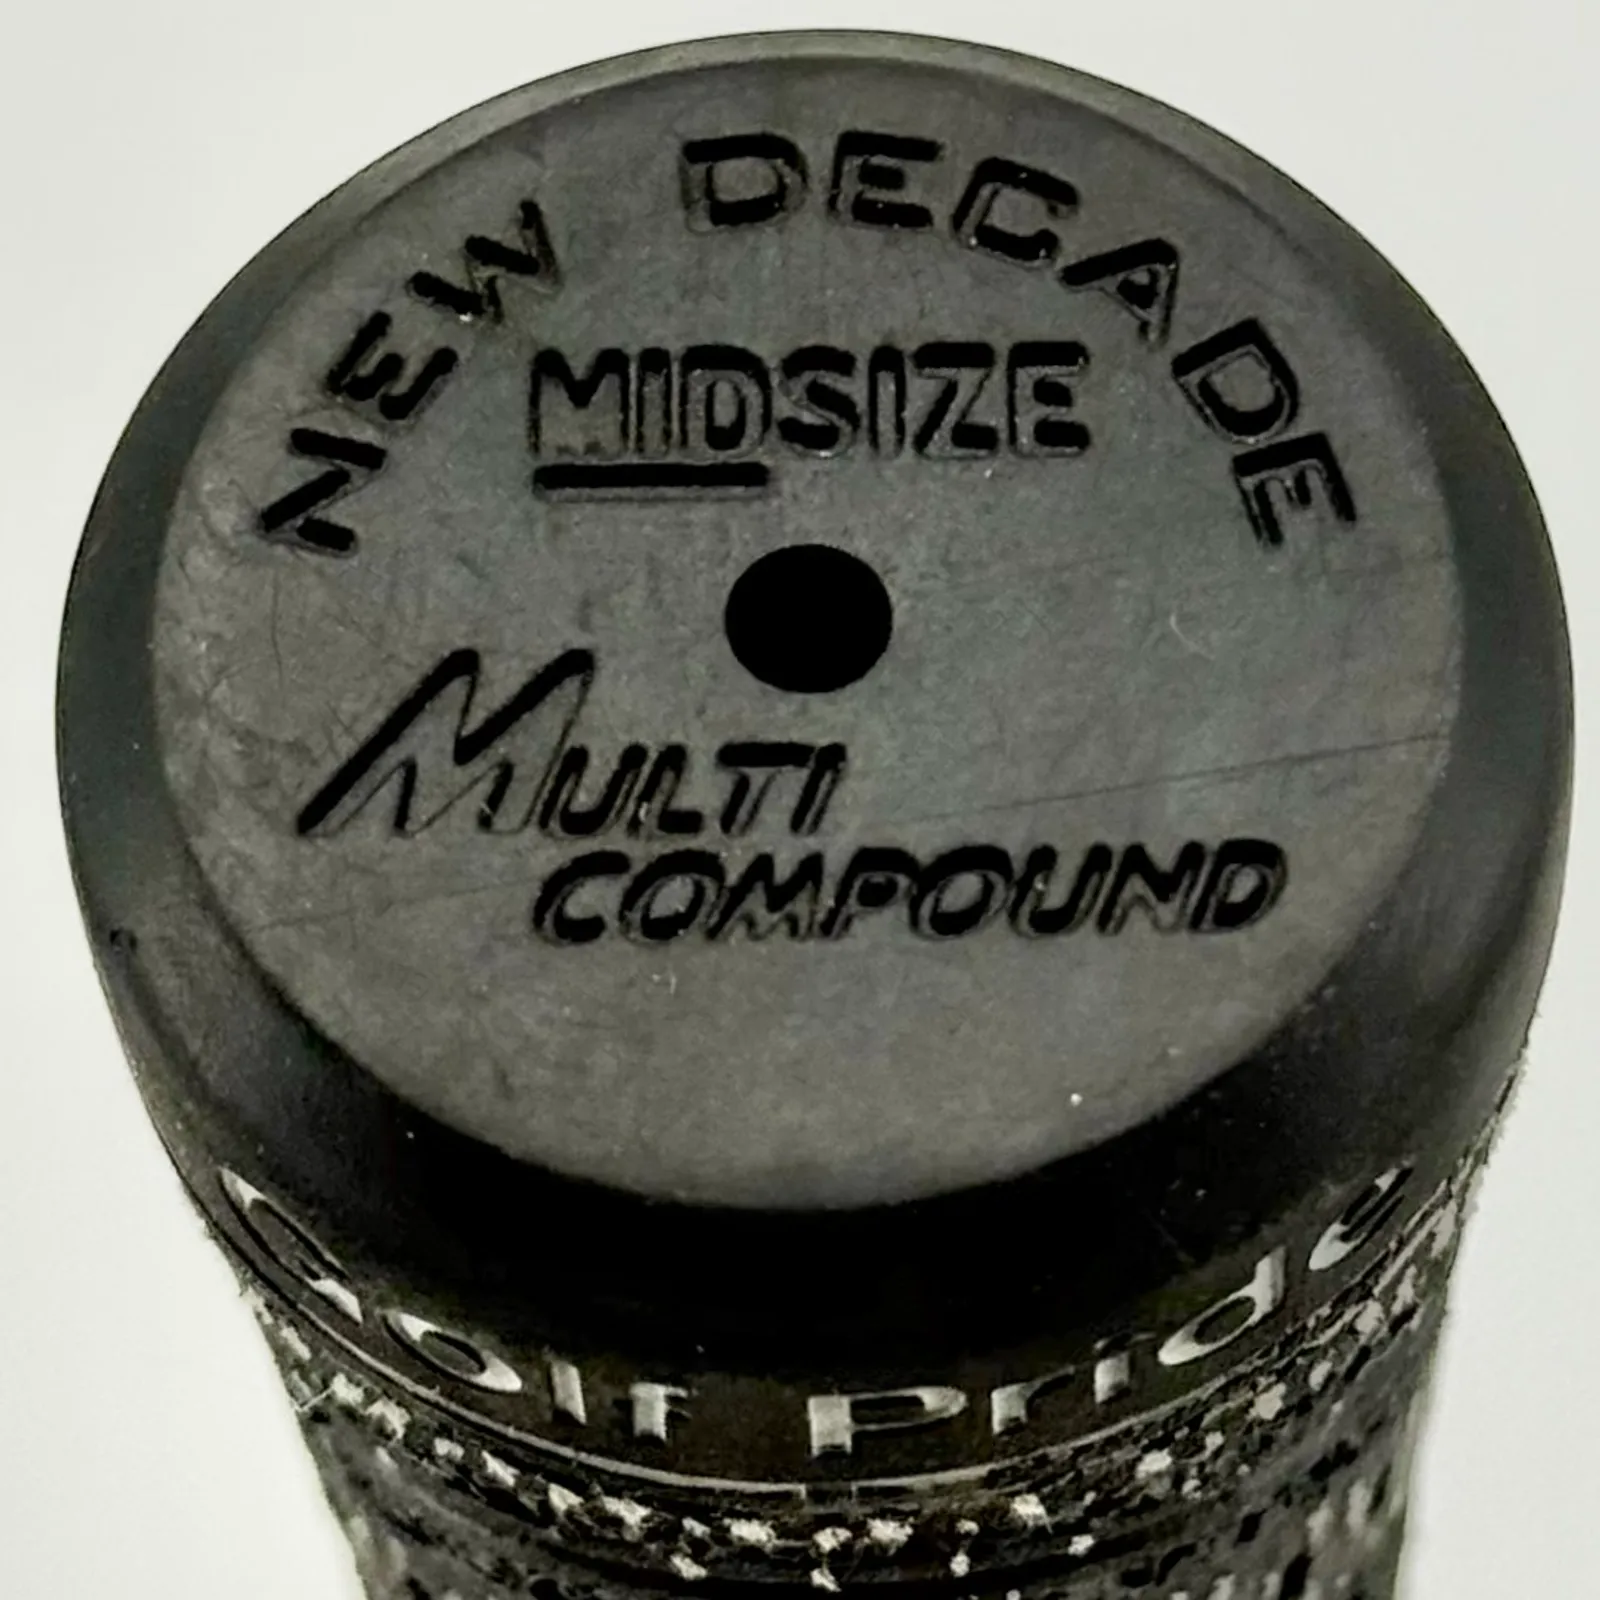 NEW DECADE
MIDSIZE
MULTI
COMPOUND
Golf Pride